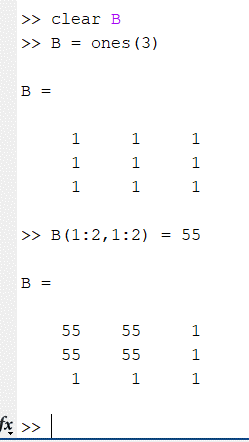 >> clear B
>> B = ones(3)
B =
1 1 1
1 1 1
1 1 1
>> B(1:2,1:2) = 55
B =
55 55 1
55 55 1
1 1 1
fx >>